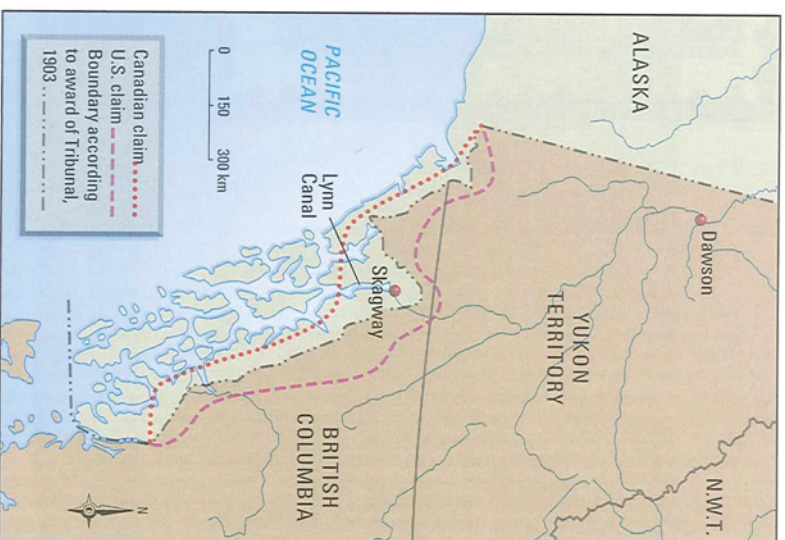 ALASKA
Dawson
N.W.T.
YUKON
TERRITORY
PACIFIC
OCEAN
Lynn
Canal
Skagway
BRITISH
COLUMBIA
0 150 300 km
Canadian claim
U.S. claim
Boundary according
to award of Tribunal,
1903
N